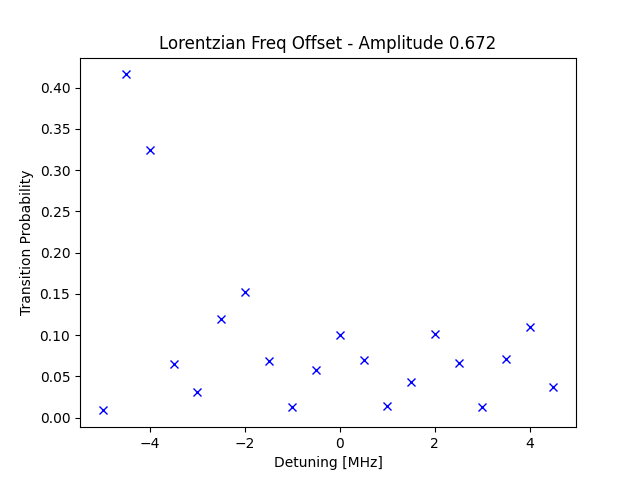 Lorentzian Freq Offset - Amplitude 0.672
Transition Probability
0.40
0.35
0.30
0.25
0.20
0.15
0.10
0.05
0.00
−4 −2 0 2 4
Detuning [MHz]